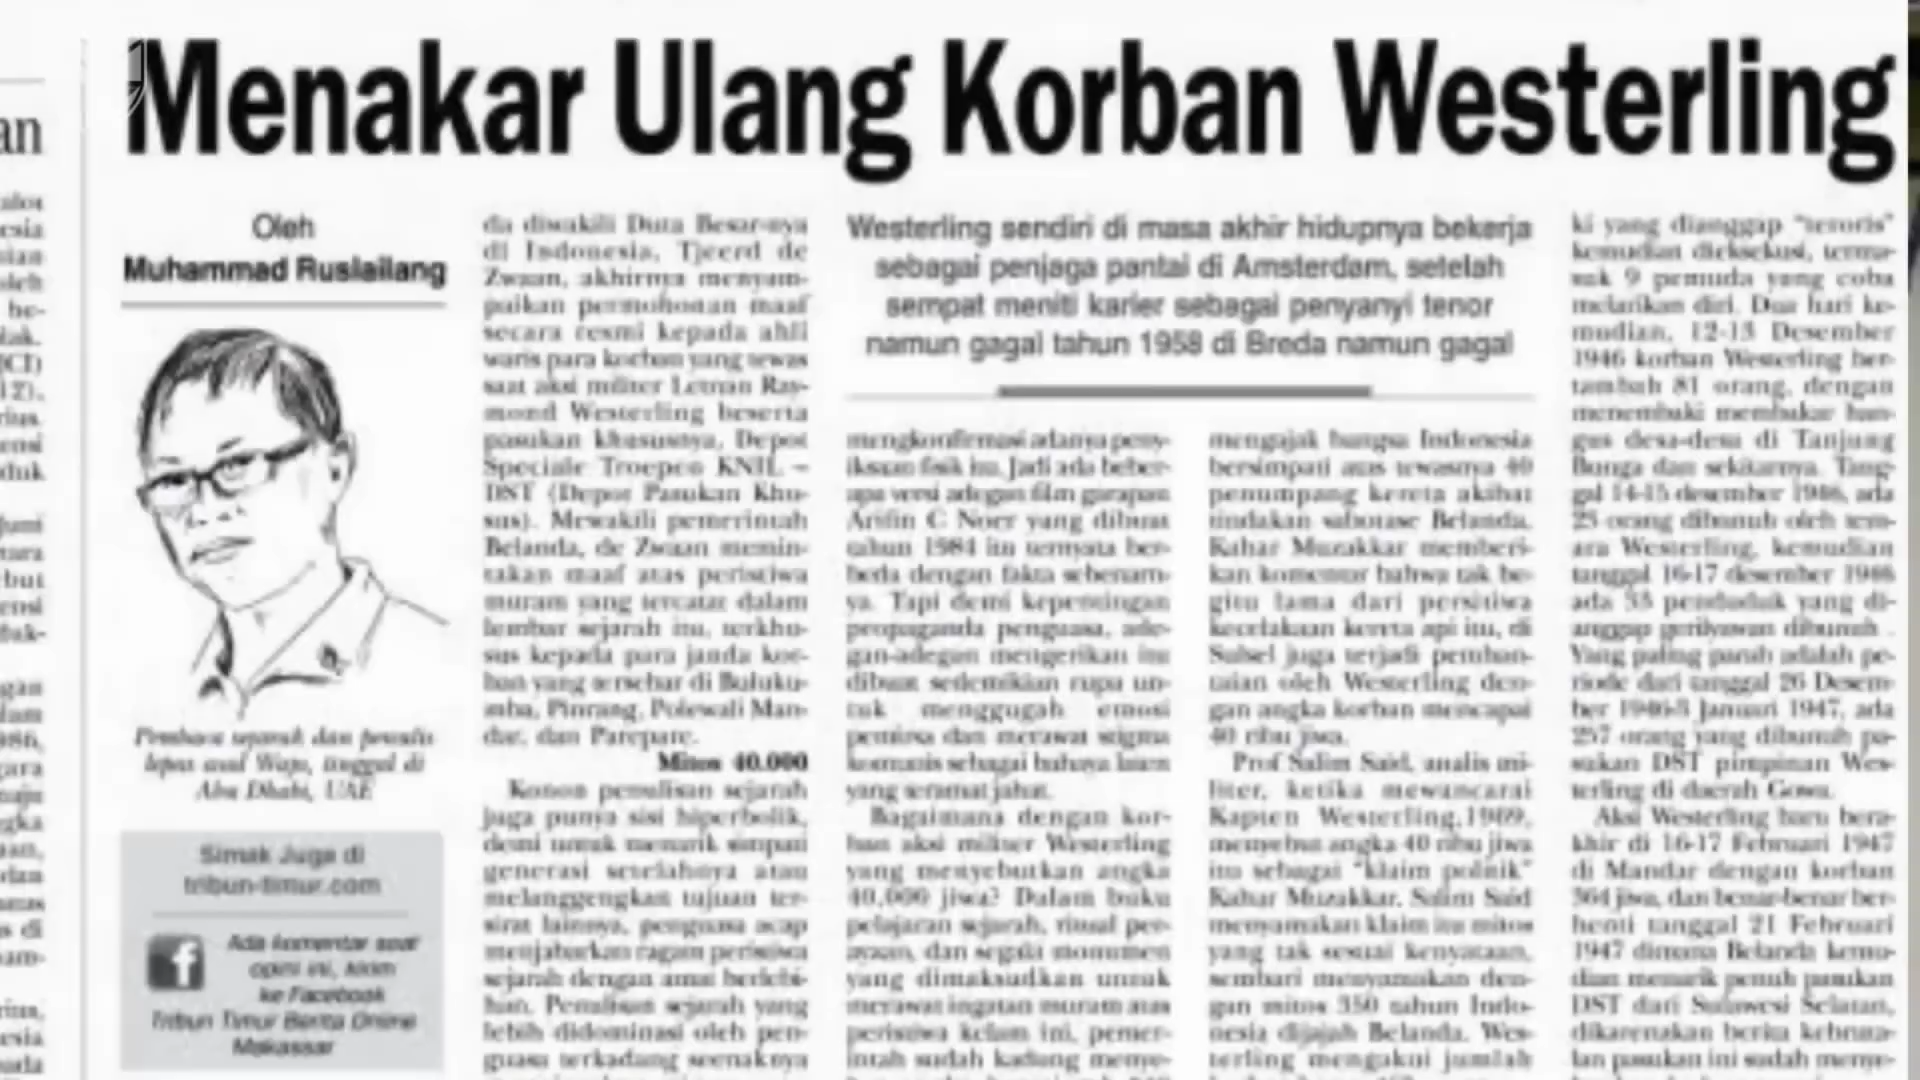 Menakar Ulang Korban Westerling
Oleh
Muhammad Ruslailang
Pembaca sejarah dan penulis
lepas asal Wajo, tinggal di
Abu Dhabi, UAE
Simak Juga di
tribun-timur.com
Ada komentar soal
opini ini, kirim
ke Facebook
Tribun Timur Berita Online
Makassar
da diwakili Duta Besar-nya
di Indonesia, Tjeerd de
Zwaan, akhirnya menyam-
paikan permohonan maaf
secara resmi kepada ahli
waris para korban yang tewas
saat aksi militer Letnan Ray-
mond Westerling beserta
pasukan khususnya, Depot
Speciale Troepen KNIL –
DST (Depot Pasukan Khu-
sus). Mewakili pemerintah
Belanda, de Zwaan memin-
takan maaf atas peristiwa
muram yang tercatat dalam
lembar sejarah itu, terkhu-
sus kepada para janda kor-
ban yang tersebar di Buluku-
mba, Pinrang, Polewali Man-
dar, dan Parepare.
Mitos 40.000
Konon penulisan sejarah
juga punya sisi hiperbolik,
demi untuk menarik simpati
generasi setelahnya atau
melanggengkan tujuan ter-
sirat lainnya, penguasa acap
menjabarkan ragam peristiwa
sejarah dengan amat berlebi-
han. Penulisan sejarah yang
lebih didominasi oleh pen-
guasa terkadang seenaknya
Westerling sendiri di masa akhir hidupnya bekerja
sebagai penjaga pantai di Amsterdam, setelah
sempat meniti karier sebagai penyanyi tenor
namun gagal tahun 1958 di Breda namun gagal
mengkonfirmasi adanya peny-
iksaan fisik itu. Jadi ada beber-
apa versi adegan film garapan
Arifin C Noer yang dibuat
tahun 1984 itu ternyata ber-
beda dengan fakta sebenarn-
ya. Tapi demi kepentingan
propaganda penguasa, ade-
gan-adegan mengerikan itu
dibuat sedemikian rupa un-
tuk menggugah emosi
pemirsa dan merawat stigma
komunis sebagai bahaya laten
yang teramat jahat.
Bagaimana dengan kor-
ban aksi militer Westerling
yang menyebutkan angka
40.000 jiwa? Dalam buku
pelajaran sejarah, ritual per-
ayaan, dan segala monumen
yang dimaksudkan untuk
merawat ingatan muram atas
peristiwa kelam ini, pemer-
intah sudah kadung menye-
mengajak bangsa Indonesia
bersimpati atas tewasnya 40
penumpang kereta akibat
tindakan sabotase Belanda,
Kahar Muzakkar memberi-
kan komentar bahwa tak be-
gitu lama dari persitiwa
kecelakaan kereta api itu, di
Sulsel juga terjadi pemban-
taian oleh Westerling den-
gan angka korban mencapai
40 ribu jiwa.
Prof Salim Said, analis mi-
liter, ketika mewancarai
Kapten Westerling,1969,
menyebut angka 40 ribu jiwa
itu sebagai "klaim politik"
Kahar Muzakkar. Salim Said
menyamakan klaim itu mitos
yang tak sesuai kenyataan,
sembari menyamakan den-
gan mitos 350 tahun Indo-
nesia dijajah Belanda. Wes-
terling mengakui jumlah
ki yang dianggap "teroris"
kemudian dieksekusi, terma-
suk 9 pemuda yang coba
melarikan diri. Dua hari ke-
mudian, 12-13 Desember
1946 korban Westerling ber-
tambah 81 orang, dengan
menembaki membakar han-
gus desa-desa di Tanjung
Bunga dan sekitarnya. Tang-
gal 14-15 desember 1946, ada
25 orang dibunuh oleh ten-
ara Westerling, kemudian
tanggal 16-17 desember 1946
ada 33 penduduk yang di-
anggap gerilyawan dibunuh .
Yang paling parah adalah pe-
riode dari tanggal 26 Desem-
ber 1946-3 Januari 1947, ada
257 orang yang dibunuh pa-
sukan DST pimpinan Wes-
terling di daerah Gowa.
Aksi Westerling baru bera-
khir di 16-17 Februari 1947
di Mandar dengan korban
364 jiwa, dan benar-benar ber-
henti tanggal 21 Februari
1947 dimana Belanda kemu-
dian menarik penuh pasukan
DST dari Sulawesi Selatan,
dikarenakan berita kebruta-
lan pasukan ini sudah menye-